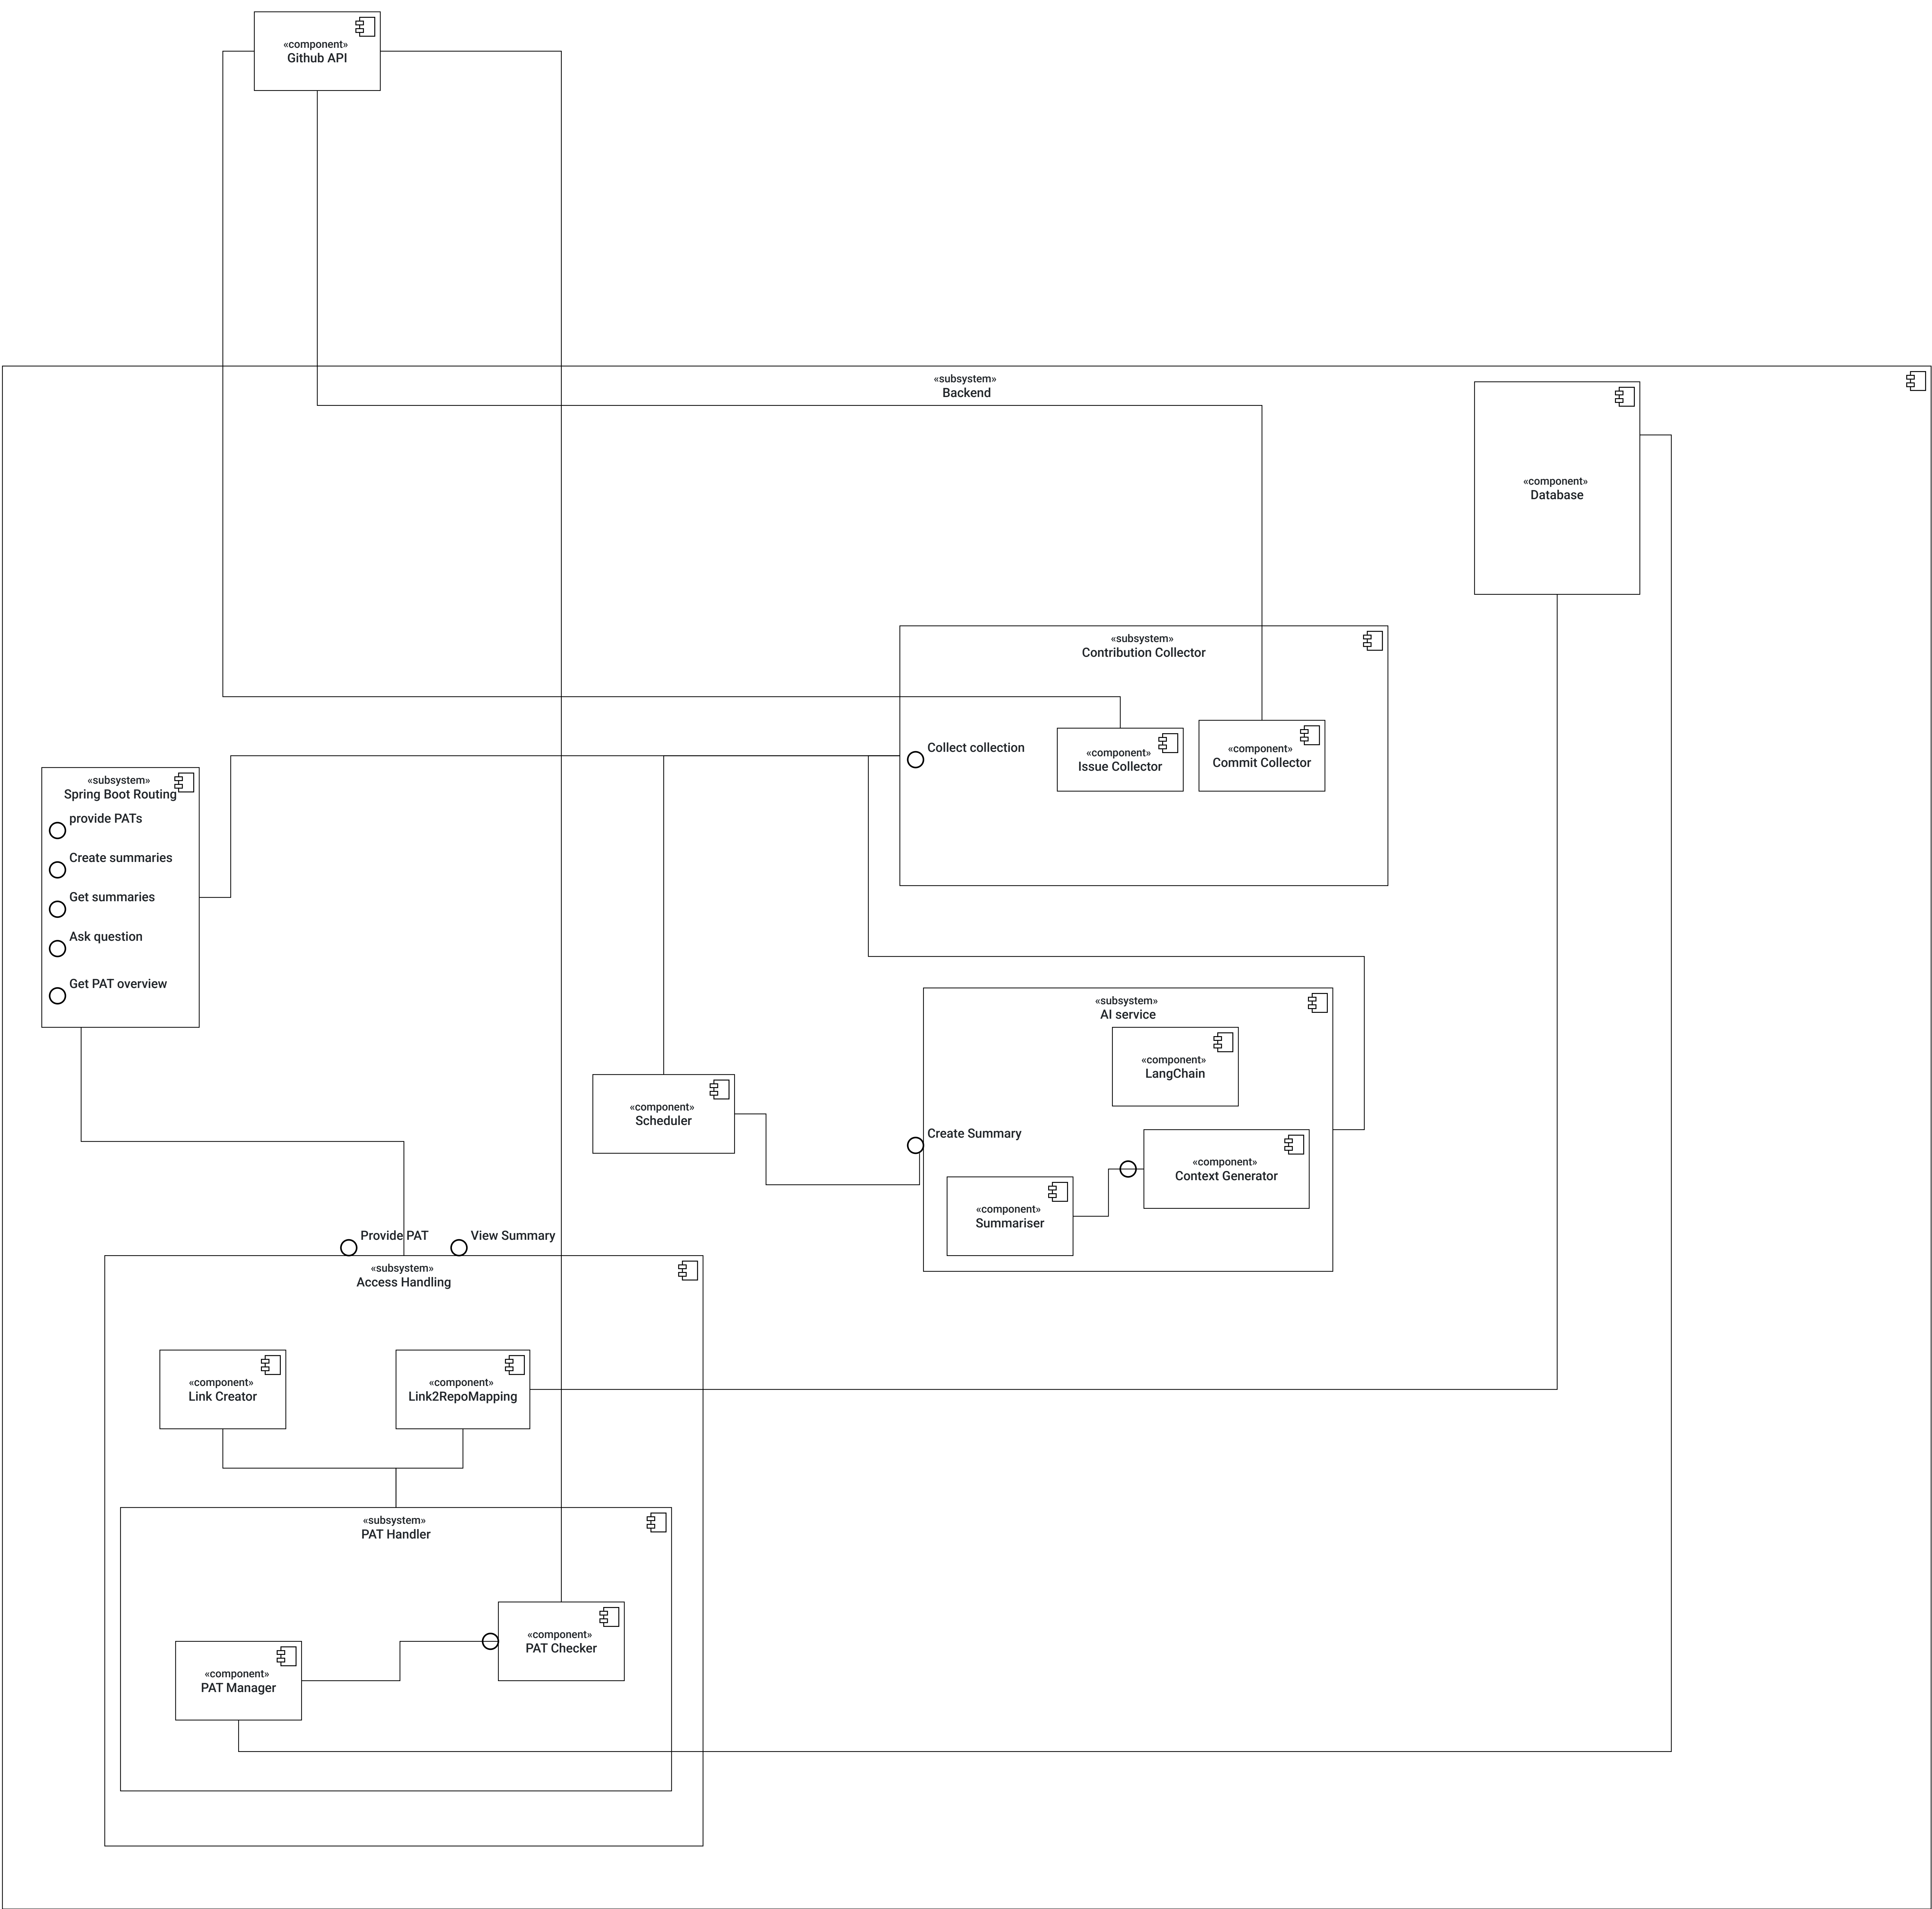 «component»
Github API
«subsystem»
Backend
«component»
Database
«subsystem»
Contribution Collector
Collect collection
«component»
Issue Collector
«component»
Commit Collector
«subsystem»
Spring Boot Routing
provide PATs
Create summaries
Get summaries
Ask question
Get PAT overview
«subsystem»
AI service
«component»
LangChain
«component»
Scheduler
Create Summary
«component»
Context Generator
«component»
Summariser
Provide PAT
View Summary
«subsystem»
Access Handling
«component»
Link Creator
«component»
Link2RepoMapping
«subsystem»
PAT Handler
«component»
PAT Checker
«component»
PAT Manager